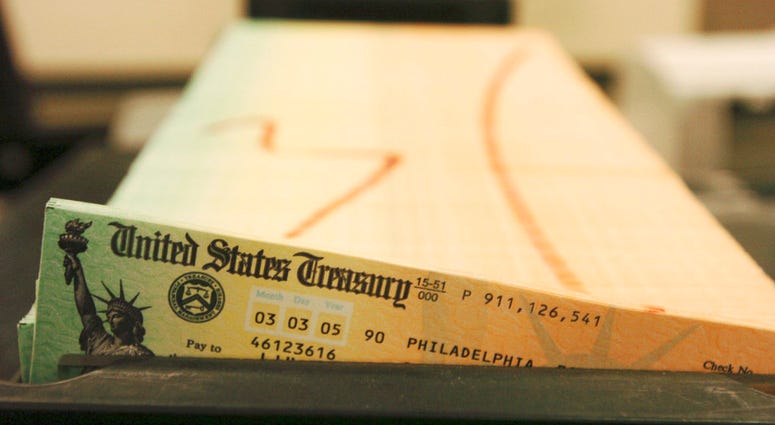 United States Treasury 15-51 000 P 911,126,541
Month Day Year
03 03 05 90 PHILADELPHIA,
Pay to 46123616
Check No.